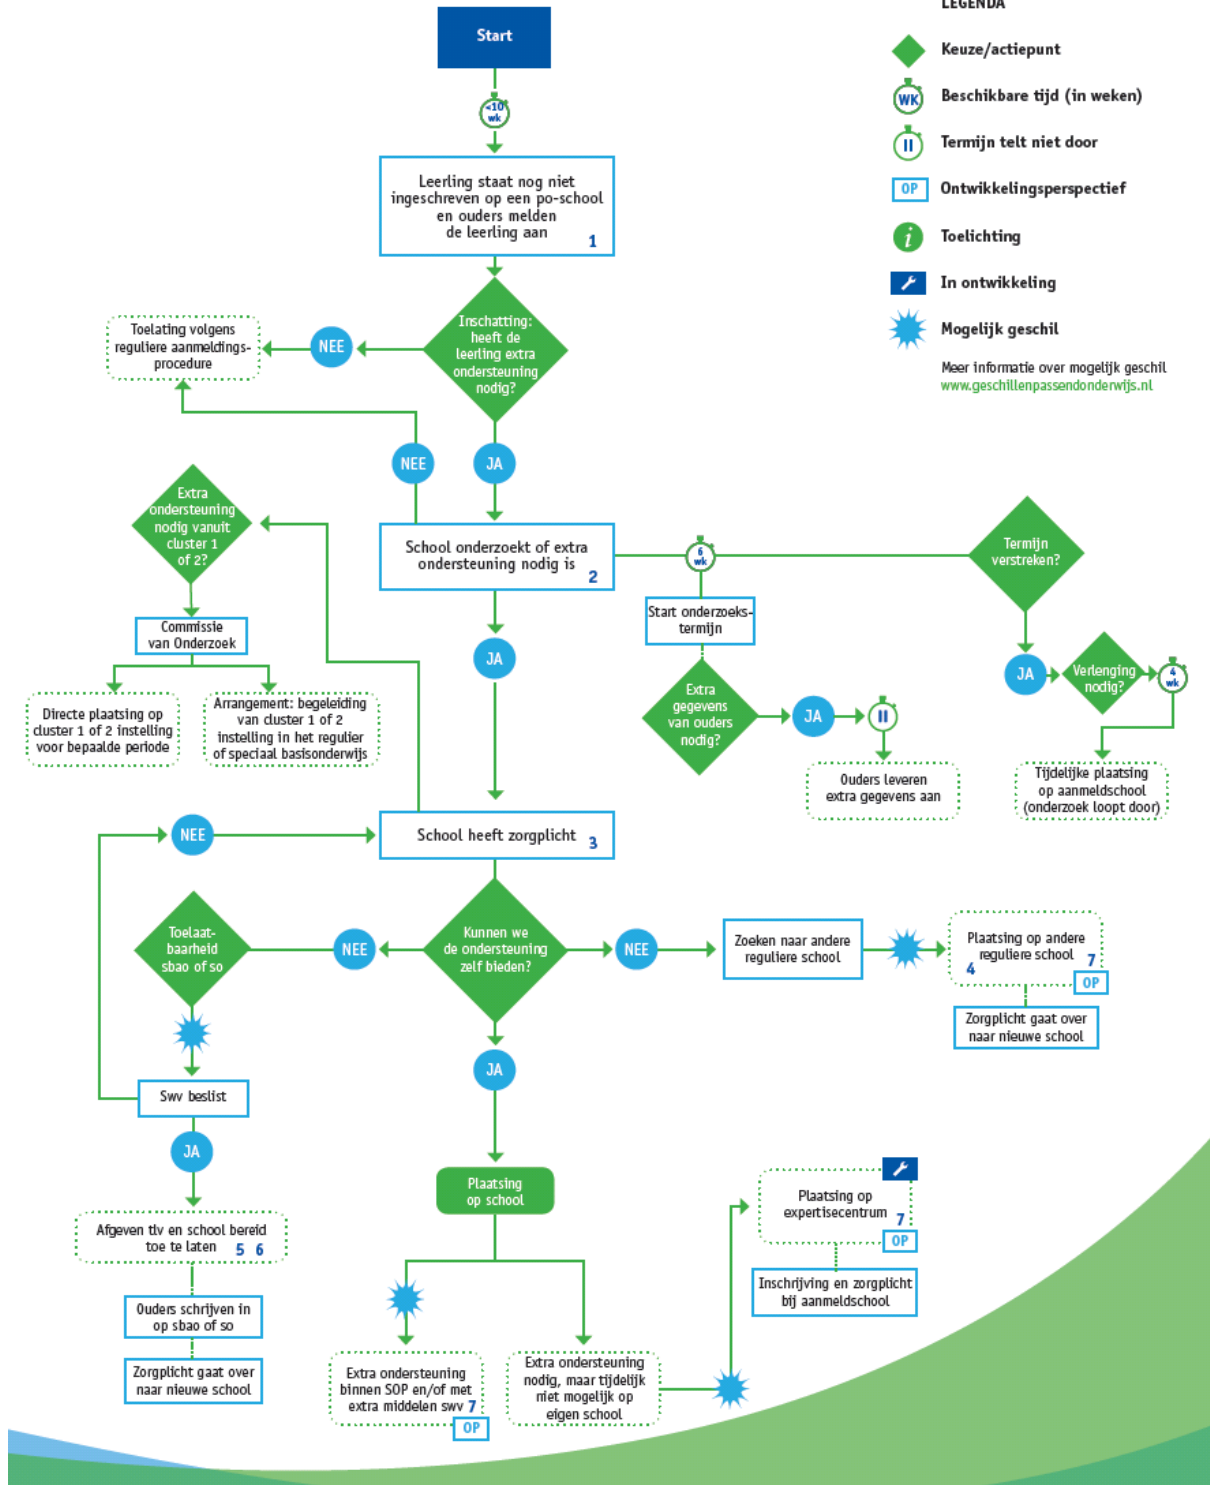 LEGENDA
Start
Keuze/actiepunt
<10
wk
WK
Beschikbare tijd (in weken)
Termijn telt niet door
OP
Ontwikkelingsperspectief
i
Toelichting
In ontwikkeling
Mogelijk geschil
Meer informatie over mogelijk geschil
www.geschillenpassendonderwijs.nl
Leerling staat nog niet
ingeschreven op een po-school
en ouders melden
de leerling aan
1
Inschatting:
heeft de
leerling extra
ondersteuning
nodig?
NEE
Toelating volgens
reguliere aanmeldings-
procedure
NEE
JA
Extra
ondersteuning
nodig vanuit
cluster 1
of 2?
School onderzoekt of extra
ondersteuning nodig is
2
6
wk
Termijn
verstreken?
Commissie
van Onderzoek
Start onderzoeks-
termijn
JA
JA
Verlenging
nodig?
4
wk
Directe plaatsing op
cluster 1 of 2 instelling
voor bepaalde periode
Arrangement: begeleiding
van cluster 1 of 2
instelling in het regulier
of speciaal basisonderwijs
Extra
gegevens
van ouders
nodig?
JA
Ouders leveren
extra gegevens aan
Tijdelijke plaatsing
op aanmeldschool
(onderzoek loopt door)
NEE
School heeft zorgplicht
3
Toelaat-
baarheid
sbao of so
NEE
Kunnen we
de ondersteuning
zelf bieden?
NEE
Zoeken naar andere
reguliere school
Plaatsing op andere
reguliere school
4
7
OP
Zorgplicht gaat over
naar nieuwe school
Swv beslist
JA
JA
Plaatsing
op school
Afgeven tlv en school bereid
toe te laten
5 6
Plaatsing op
expertisecentrum
7
OP
Inschrijving en zorgplicht
bij aanmeldschool
Ouders schrijven in
op sbao of so
Zorgplicht gaat over
naar nieuwe school
Extra ondersteuning
binnen SOP en/of met
extra middelen swv 7
OP
Extra ondersteuning
nodig, maar tijdelijk
niet mogelijk op
eigen school